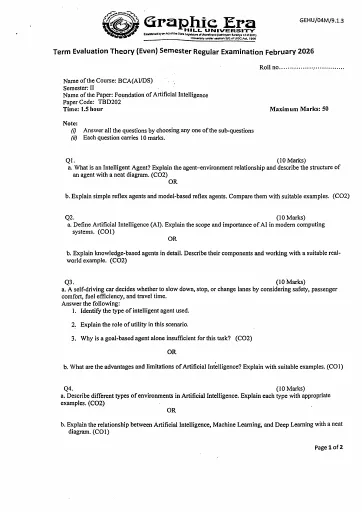 GEHU/04M/9.1.3
Graphic Era
HILL UNIVERSITY
Term Evaluation Theory (Even) Semester Regular Examination February 2026
Roll no..............................
Name of the Course: BCA(AI/DS)
Semester: II
Name of the Paper: Foundation of Artificial Intelligence
Paper Code: TBD202
Time: 1.5 hour Maximum Marks: 50
Note:
(i) Answer all the questions by choosing any one of the sub-questions
(ii) Each question carries 10 marks.
Q1. (10 Marks)
a. What is an Intelligent Agent? Explain the agent–environment relationship and describe the structure of
an agent with a neat diagram. (CO2)
OR
b. Explain simple reflex agents and model-based reflex agents. Compare them with suitable examples. (CO2)
Q2. (10 Marks)
a. Define Artificial Intelligence (AI). Explain the scope and importance of AI in modern computing
systems. (CO1)
OR
b. Explain knowledge-based agents in detail. Describe their components and working with a suitable real-
world example. (CO2)
Q3. (10 Marks)
a. A self-driving car decides whether to slow down, stop, or change lanes by considering safety, passenger
comfort, fuel efficiency, and travel time.
Answer the following:
1. Identify the type of intelligent agent used.
2. Explain the role of utility in this scenario.
3. Why is a goal-based agent alone insufficient for this task? (CO2)
OR
b. What are the advantages and limitations of Artificial Intelligence? Explain with suitable examples. (CO1)
Q4. (10 Marks)
a. Describe different types of environments in Artificial Intelligence. Explain each type with appropriate
examples. (CO2)
OR
b. Explain the relationship between Artificial Intelligence, Machine Learning, and Deep Learning with a neat
diagram. (CO1)
Page 1 of 2